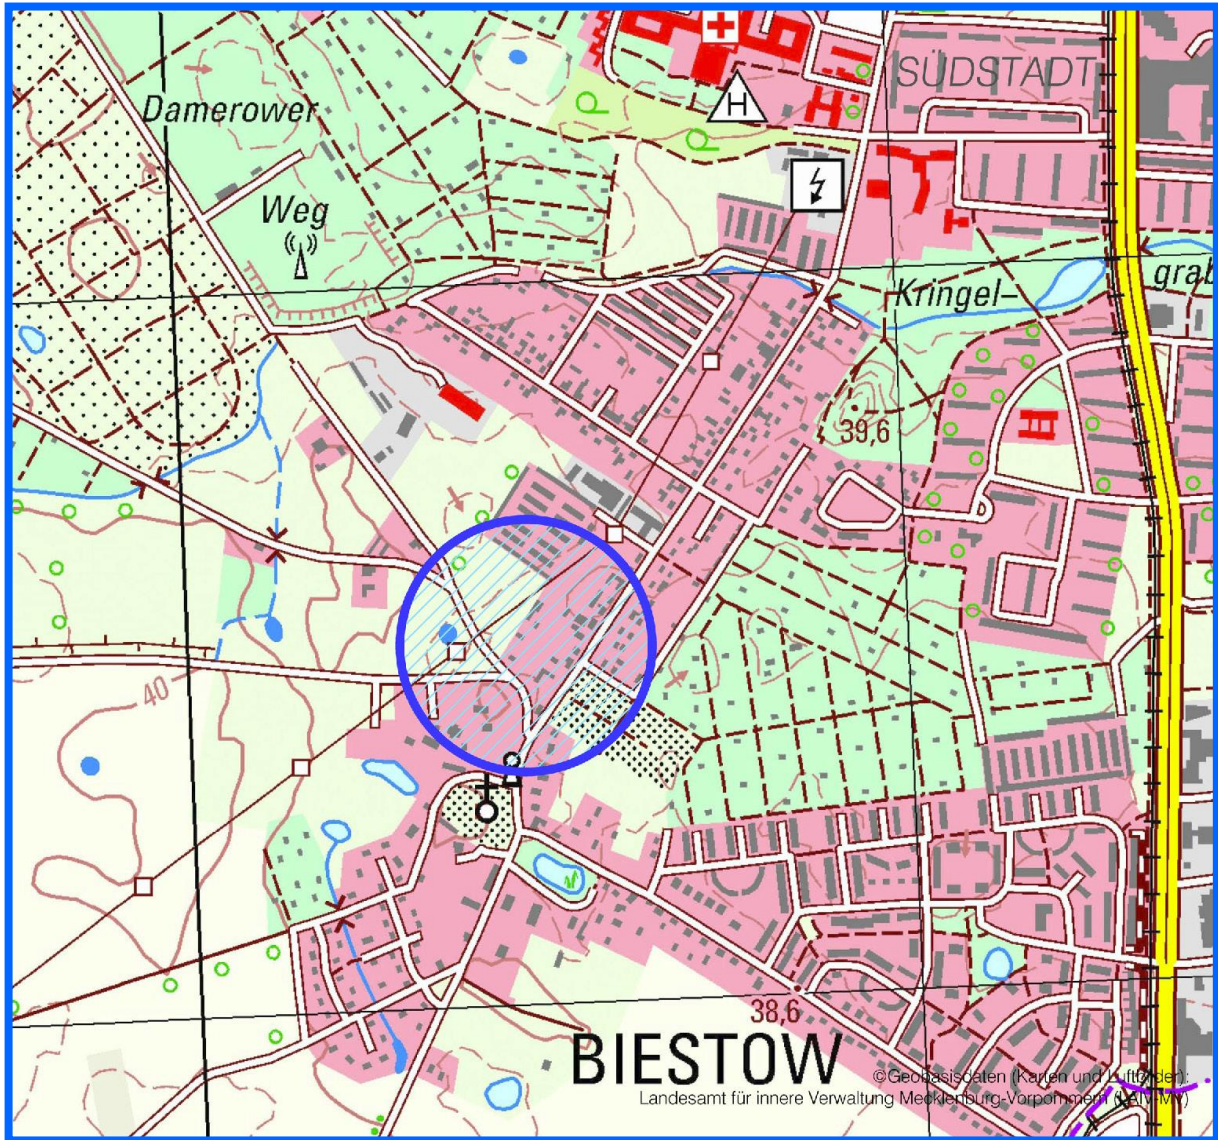 SÜDSTADT
Damerower
H
Weg
Kringel-
grab
39,6
40
38,6
BIESTOW
©Geobasisdaten (Karten und Luftbilder):
Landesamt für innere Verwaltung Mecklenburg-Vorpommern (LAiV-MV)